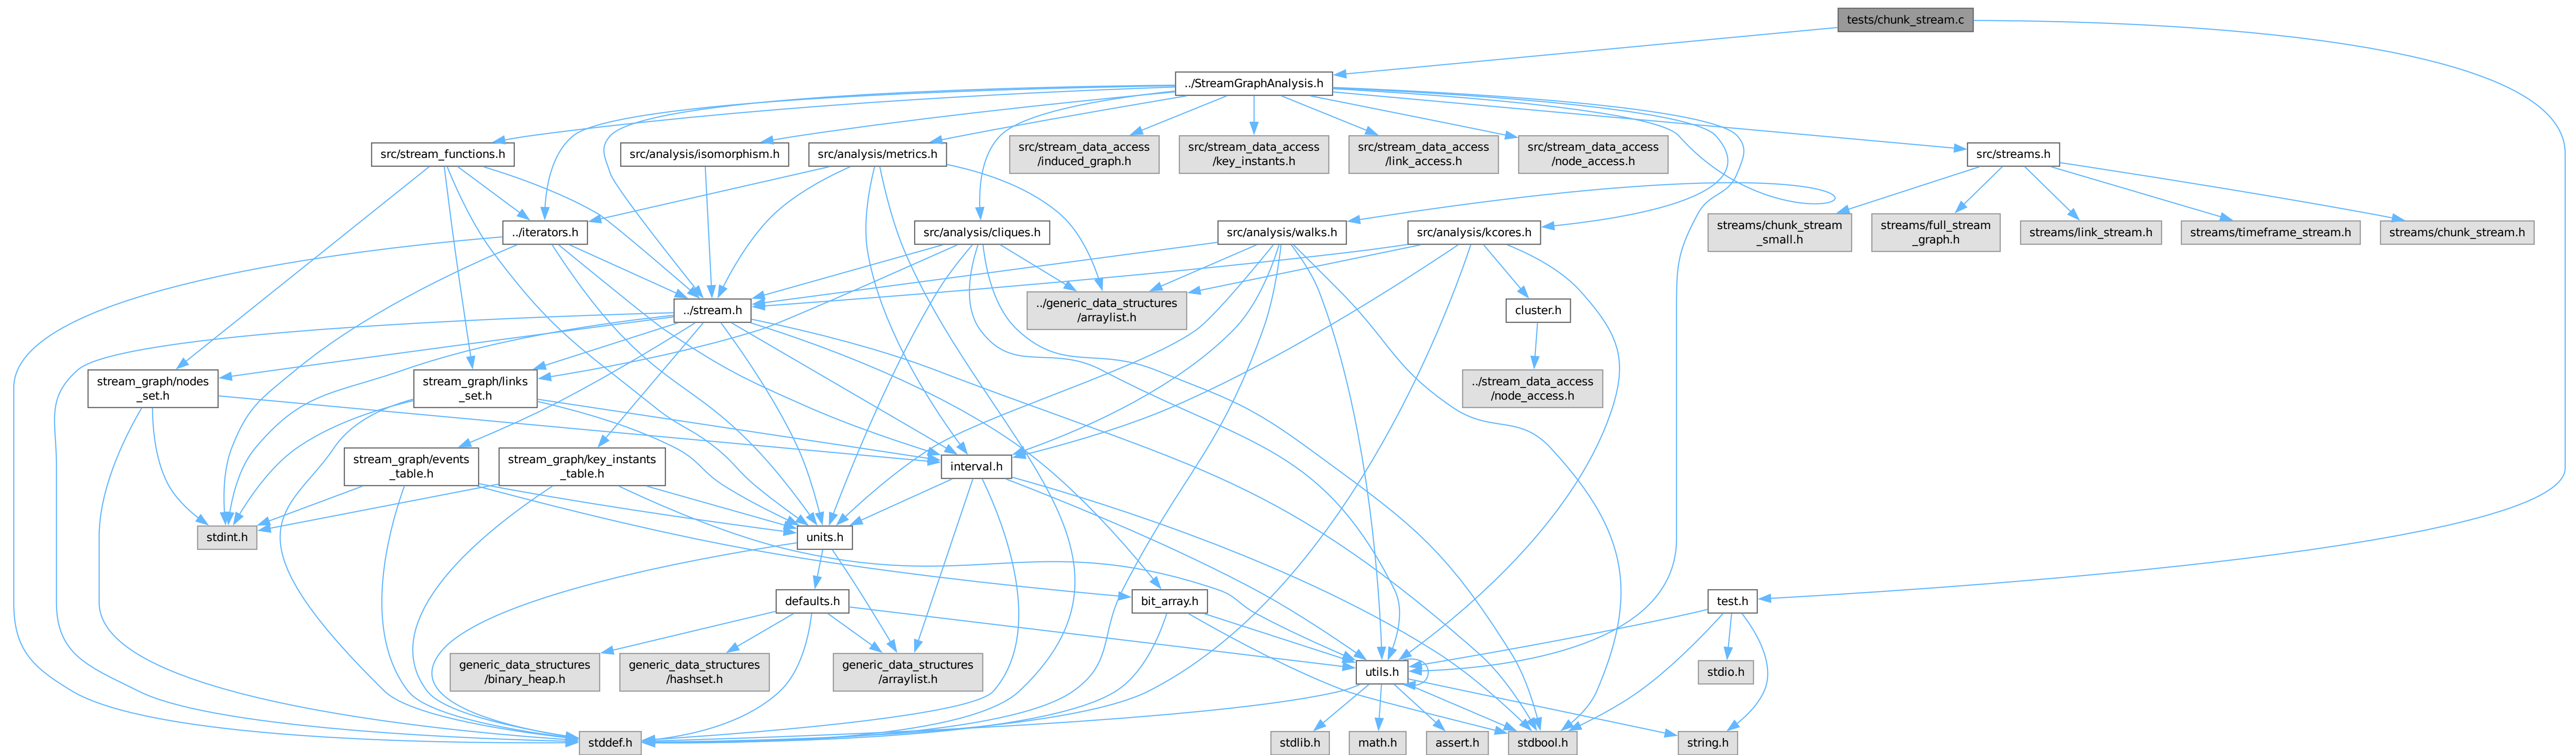 tests/chunk_stream.c
../StreamGraphAnalysis.h
src/stream_functions.h
src/analysis/isomorphism.h
src/analysis/metrics.h
src/stream_data_access
/induced_graph.h
src/stream_data_access
/key_instants.h
src/stream_data_access
/link_access.h
src/stream_data_access
/node_access.h
src/streams.h
../iterators.h
src/analysis/cliques.h
src/analysis/walks.h
src/analysis/kcores.h
streams/chunk_stream
_small.h
streams/full_stream
_graph.h
streams/link_stream.h
streams/timeframe_stream.h
streams/chunk_stream.h
../stream.h
../generic_data_structures
/arraylist.h
cluster.h
stream_graph/nodes
_set.h
stream_graph/links
_set.h
../stream_data_access
/node_access.h
stream_graph/events
_table.h
stream_graph/key_instants
_table.h
interval.h
stdint.h
units.h
defaults.h
bit_array.h
test.h
generic_data_structures
/binary_heap.h
generic_data_structures
/hashset.h
generic_data_structures
/arraylist.h
utils.h
stdio.h
stddef.h
stdlib.h
math.h
assert.h
stdbool.h
string.h